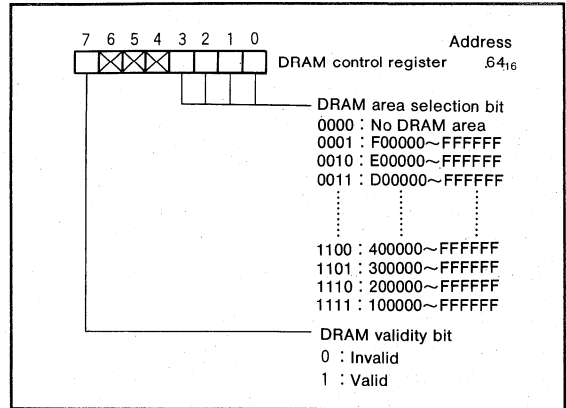 7 6 5 4 3 2 1 0
Address
DRAM control register 64₁₆
DRAM area selection bit
0000 : No DRAM area
0001 : F00000~FFFFFF
0010 : E00000~FFFFFF
0011 : D00000~FFFFFF
1100 : 400000~FFFFFF
1101 : 300000~FFFFFF
1110 : 200000~FFFFFF
1111 : 100000~FFFFFF
DRAM validity bit
0 : Invalid
1 : Valid